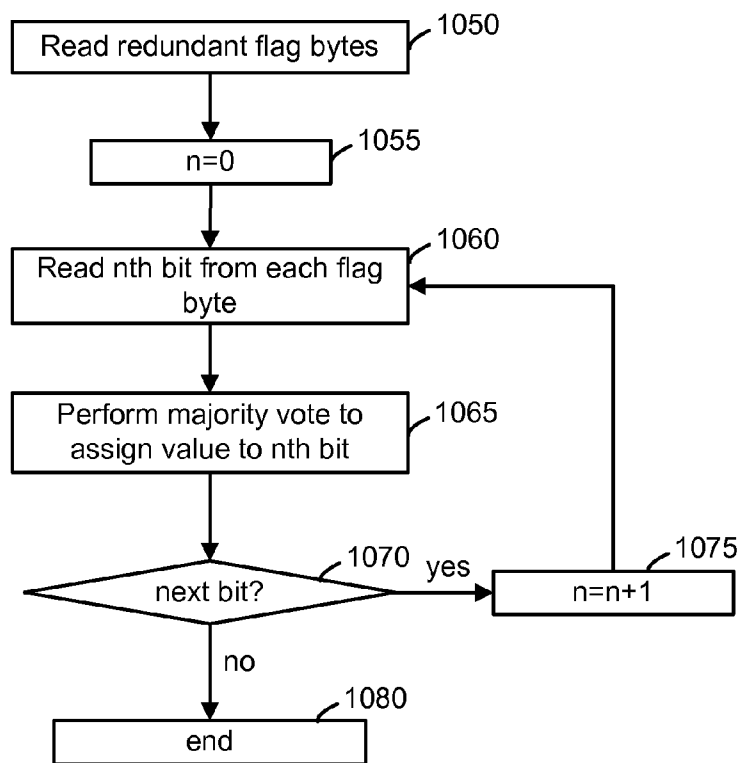 1050
Read redundant flag bytes
1055
n=0
1060
Read nth bit from each flag
byte
1065
Perform majority vote to
assign value to nth bit
1070
next bit?
yes
1075
n=n+1
no
1080
end